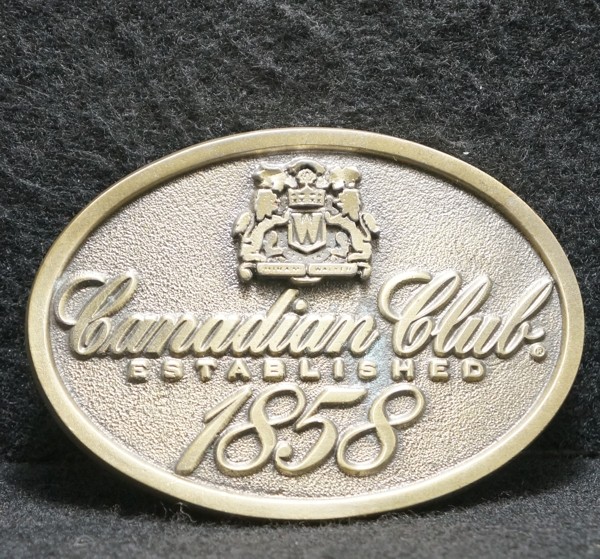 W
Canadian Club®
ESTABLISHED
1858